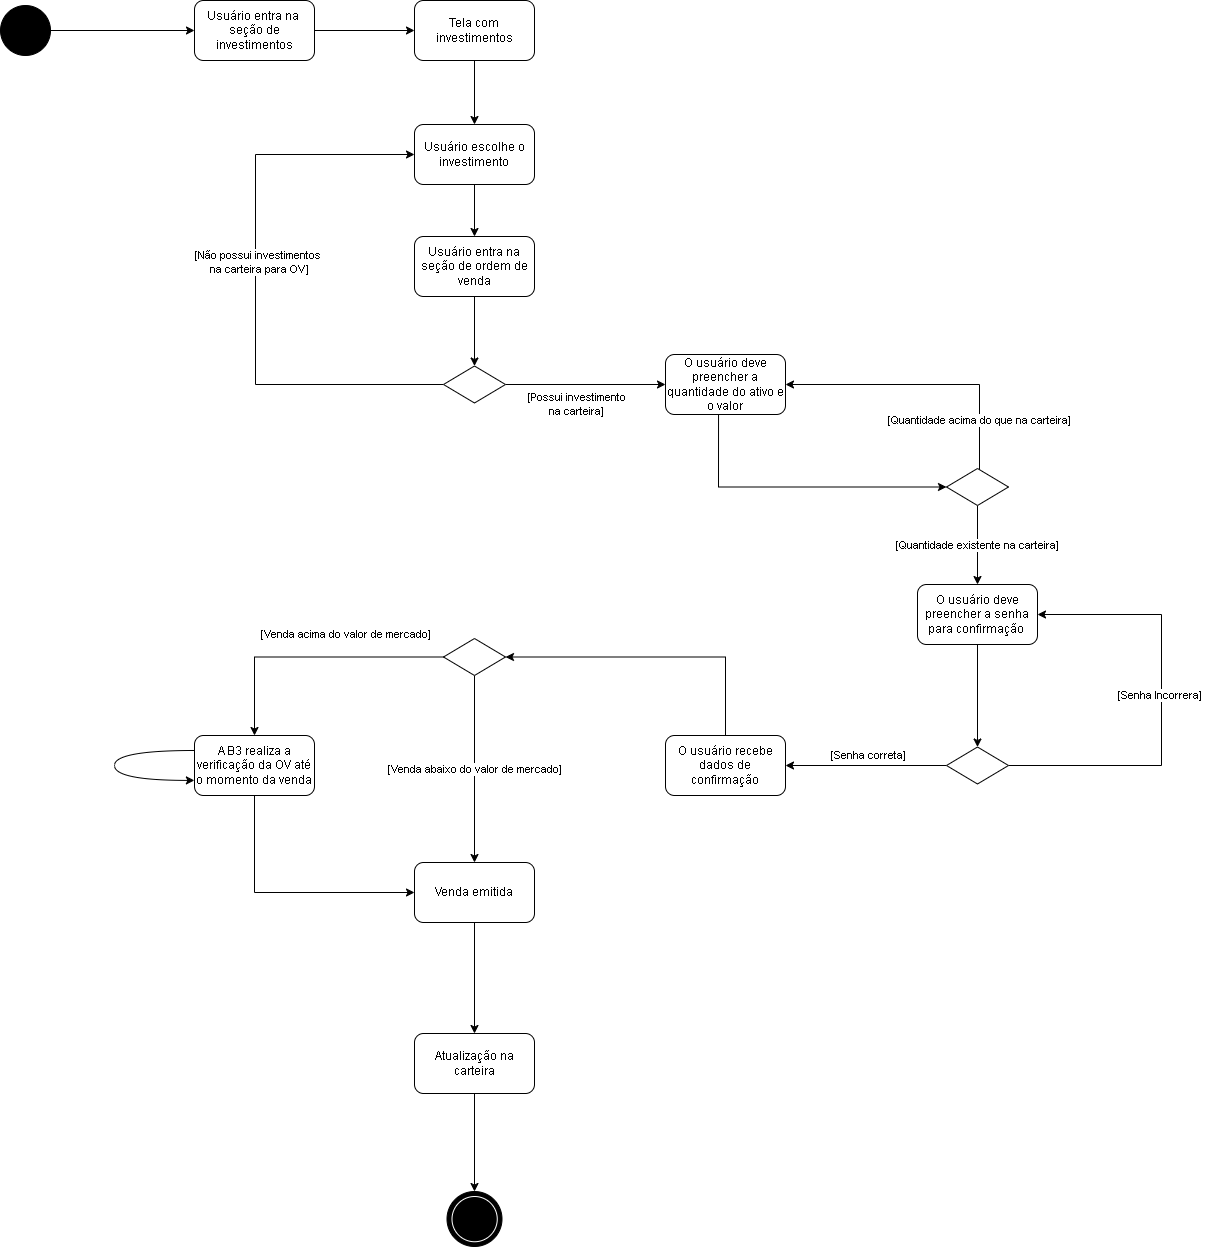 Usuário entra na
seção de
investimentos
Tela com
investimentos
Usuário escolhe o
investimento
[Não possui investimentos
na carteira para OV]
Usuário entra na
seção de ordem de
venda
[Possui investimento
na carteira]
O usuário deve
preencher a
quantidade do ativo e
o valor
[Quantidade acima do que na carteira]
[Quantidade existente na carteira]
O usuário deve
preencher a senha
para confirmação
[Senha Incorrera]
[Senha correta]
O usuário recebe
dados de
confirmação
[Venda acima do valor de mercado]
A B3 realiza a
verificação da OV até
o momento da venda
[Venda abaixo do valor de mercado]
Venda emitida
Atualização na
carteira